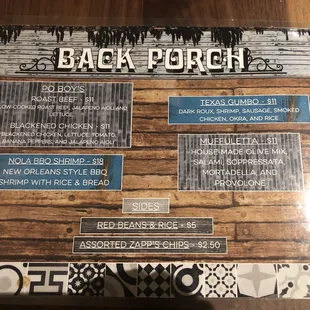 BACK PORCH
PO BOY'S
ROAST BEEF - $11
LOW-COOKED ROAST BEEF, JALAPENO AIOLI AND
LETTUCE
BLACKENED CHICKEN - $11
BLACKENED CHICKEN, LETTUCE, TOMATO,
BANANA PEPPERS, AND JALAPENO AIOLI
NOLA BBQ SHRIMP - $18
NEW ORLEANS STYLE BBQ
SHRIMP WITH RICE & BREAD
TEXAS GUMBO - $11
DARK ROUX, SHRIMP, SAUSAGE, SMOKED
CHICKEN, OKRA, AND RICE
MUFFULETTA - $11
HOUSE MADE OLIVE MIX,
SALAMI, SOPPRESSATA,
MORTADELLA, AND
PROVOLONE
SIDES
RED BEANS & RICE - $5
ASSORTED ZAPP'S CHIPS - $2.50